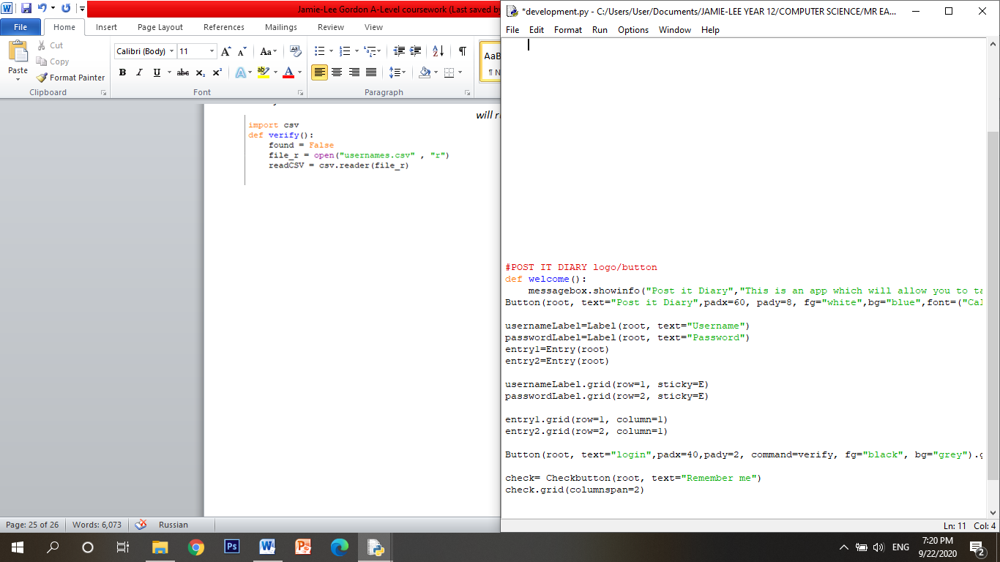 Jamie-Lee Gordon A-Level coursework (Last saved by
File Home Insert Page Layout References Mailings Review View
Paste
Cut
Copy
Format Painter
Calibri (Body) 11
Clipboard Font Paragraph
will
import csv
def verify():
found = False
file_r = open("usernames.csv" , "r")
readCSV = csv.reader(file_r)
Page: 25 of 26 Words: 6,073 Russian
*development.py - C:/Users/User/Documents/JAMIE-LEE YEAR 12/COMPUTER SCIENCE/MR EA...
File Edit Format Run Options Window Help
#POST IT DIARY logo/button
def welcome():
messagebox.showinfo("Post it Diary","This is an app which will allow you to ta
Button(root, text="Post it Diary",padx=60, pady=8, fg="white",bg="blue",font=("Cal
usernameLabel=Label(root, text="Username")
passwordLabel=Label(root, text="Password")
entry1=Entry(root)
entry2=Entry(root)
usernameLabel.grid(row=1, sticky=E)
passwordLabel.grid(row=2, sticky=E)
entry1.grid(row=1, column=1)
entry2.grid(row=2, column=1)
Button(root, text="login",padx=40,pady=2, command=verify, fg="black", bg="grey").g
check= Checkbutton(root, text="Remember me")
check.grid(columnspan=2)
Ln: 11 Col: 4
ENG
7:20 PM
9/22/2020
2